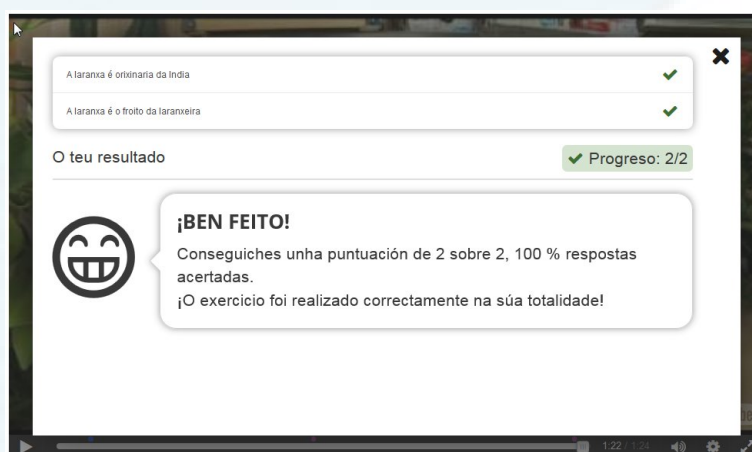 A laranxa é orixinaria da India
A laranxa é o froito da laranxeira
O teu resultado
Progreso: 2/2
¡BEN FEITO!
Conseguiches unha puntuación de 2 sobre 2, 100 % respostas
acertadas.
¡O exercicio foi realizado correctamente na súa totalidade!
1:22 / 1:24